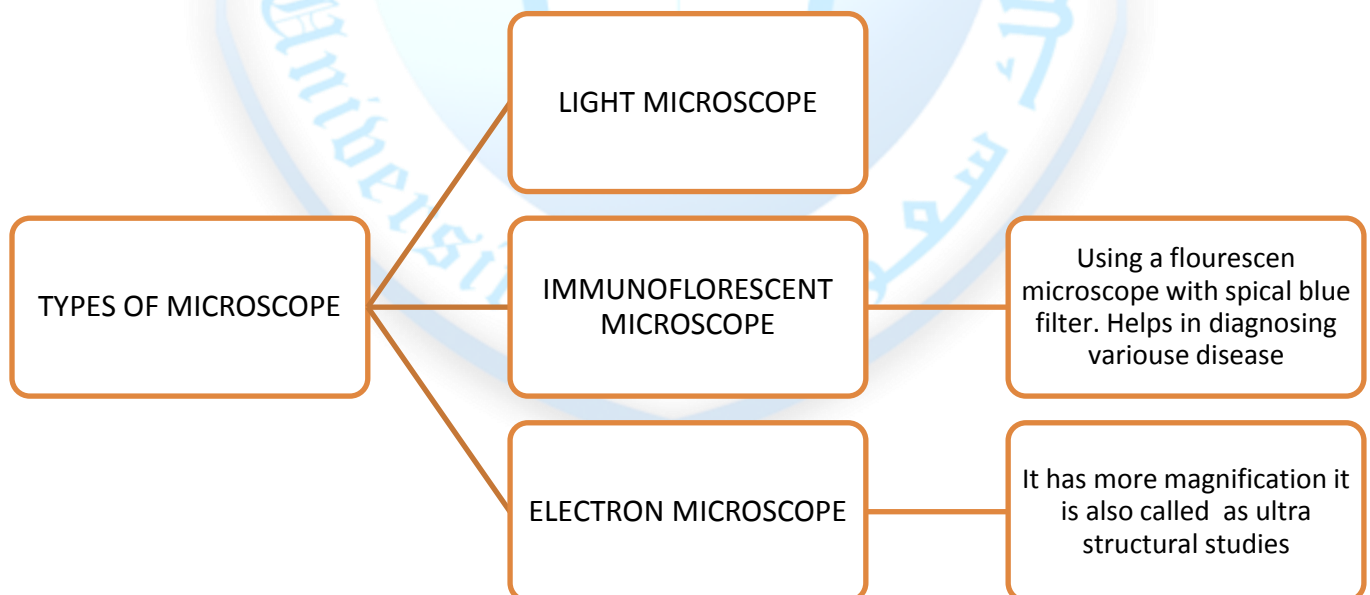 LIGHT MICROSCOPE
TYPES OF MICROSCOPE
IMMUNOFLORESCENT
MICROSCOPE
Using a flourescen
microscope with spical blue
filter. Helps in diagnosing
variouse disease
ELECTRON MICROSCOPE
It has more magnification it
is also called as ultra
structural studies